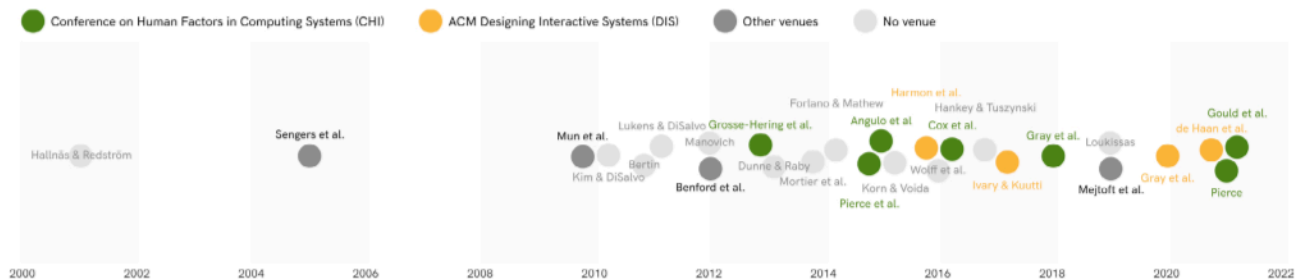 Conference on Human Factors in Computing Systems (CHI) ACM Designing Interactive Systems (DIS) Other venues No venue
Harmon et al.
Forlano & Mathew Hankey & Tuszynski
Gould et al.
Lukens & DiSalvo Grosse-Hering et al. Angulo et al Cox et al. de Haan et al.
Sengers et al. Mun et al. Gray et al.
Manovich Loukissas
Hallnäs & Redström
Bertin Dunne & Raby Wolff et al.
Kim & DiSalvo Mortier et al. Gray et al.
Benford et al. Korn & Voida Ivary & Kuutti Mejtoft et al. Pierce
Pierce et al.
2000 2002 2004 2006 2008 2010 2012 2014 2016 2018 2020 2022